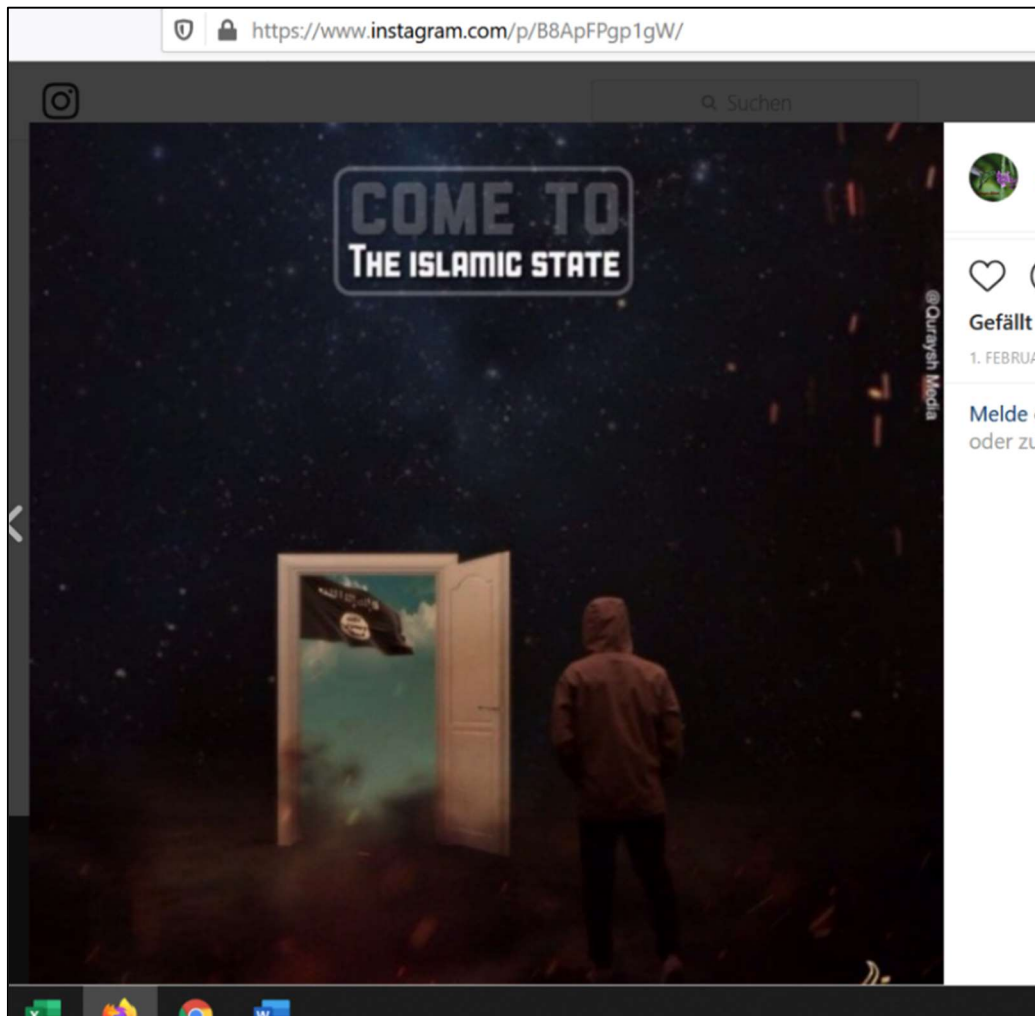 https://www.instagram.com/p/B8ApFPgp1gW/
Suchen
COME TO
THE ISLAMIC STATE
@Quraysh Media
Gefällt
1. FEBRUA
Melde
oder zu